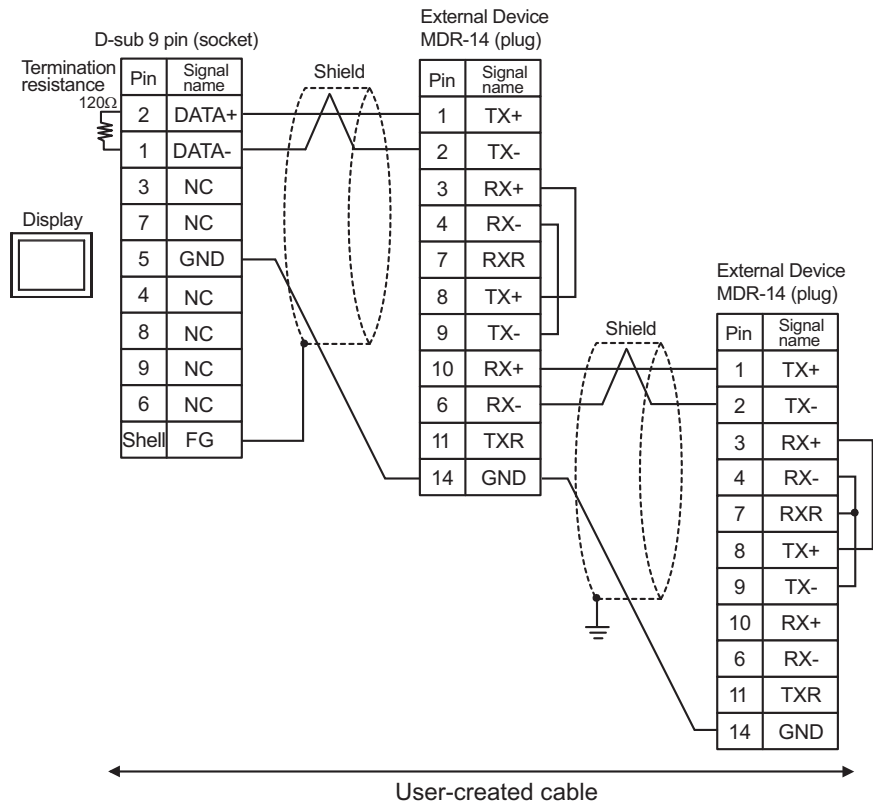 External Device
D-sub 9 pin (socket)
MDR-14 (plug)
Termination
resistance
120Ω
Pin Signal name
2 DATA+
1 DATA-
3 NC
7 NC
5 GND
4 NC
8 NC
9 NC
6 NC
Shell FG
Display
Shield
Pin Signal name
1 TX+
2 TX-
3 RX+
4 RX-
7 RXR
8 TX+
9 TX-
10 RX+
6 RX-
11 TXR
14 GND
Shield
External Device
MDR-14 (plug)
Pin Signal name
1 TX+
2 TX-
3 RX+
4 RX-
7 RXR
8 TX+
9 TX-
10 RX+
6 RX-
11 TXR
14 GND
User-created cable